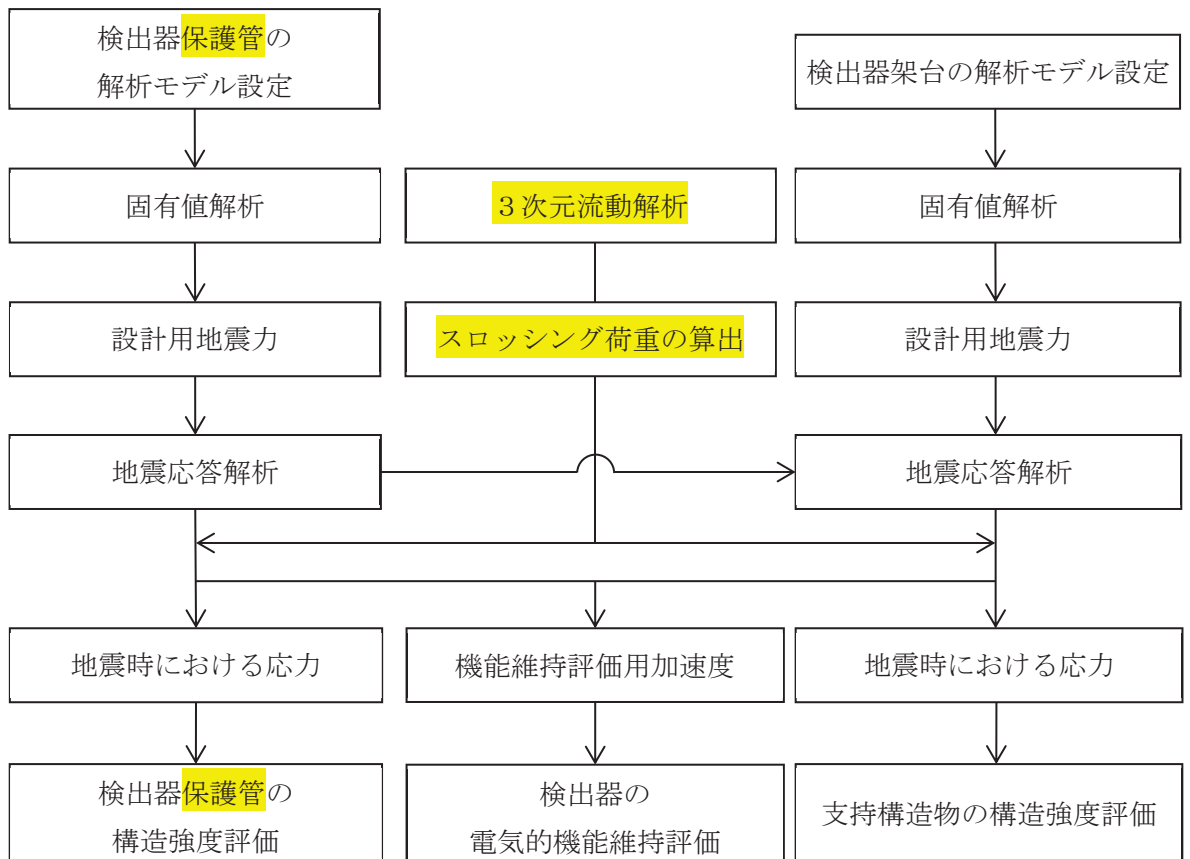 検出器保護管の
解析モデル設定
検出器架台の解析モデル設定
固有値解析
３次元流動解析
固有値解析
設計用地震力
スロッシング荷重の算出
設計用地震力
地震応答解析
地震応答解析
地震時における応力
機能維持評価用加速度
地震時における応力
検出器保護管の
構造強度評価
検出器の
電気的機能維持評価
支持構造物の構造強度評価